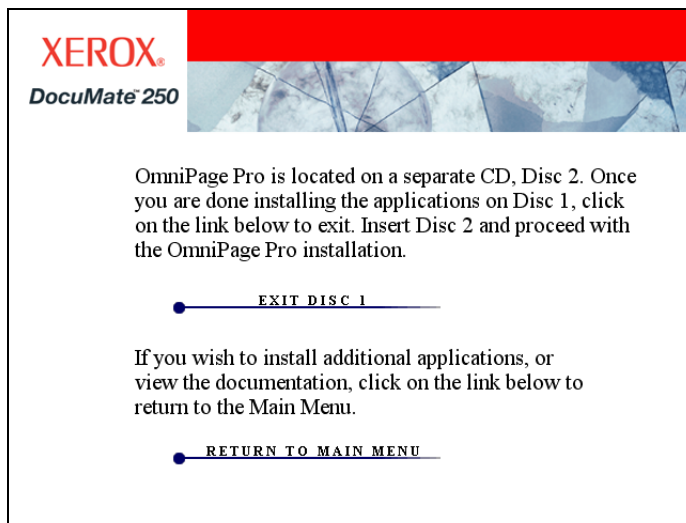 XEROX®
DocuMate™ 250
OmniPage Pro is located on a separate CD, Disc 2. Once
you are done installing the applications on Disc 1, click
on the link below to exit. Insert Disc 2 and proceed with
the OmniPage Pro installation.
EXIT DISC 1
If you wish to install additional applications, or
view the documentation, click on the link below to
return to the Main Menu.
RETURN TO MAIN MENU